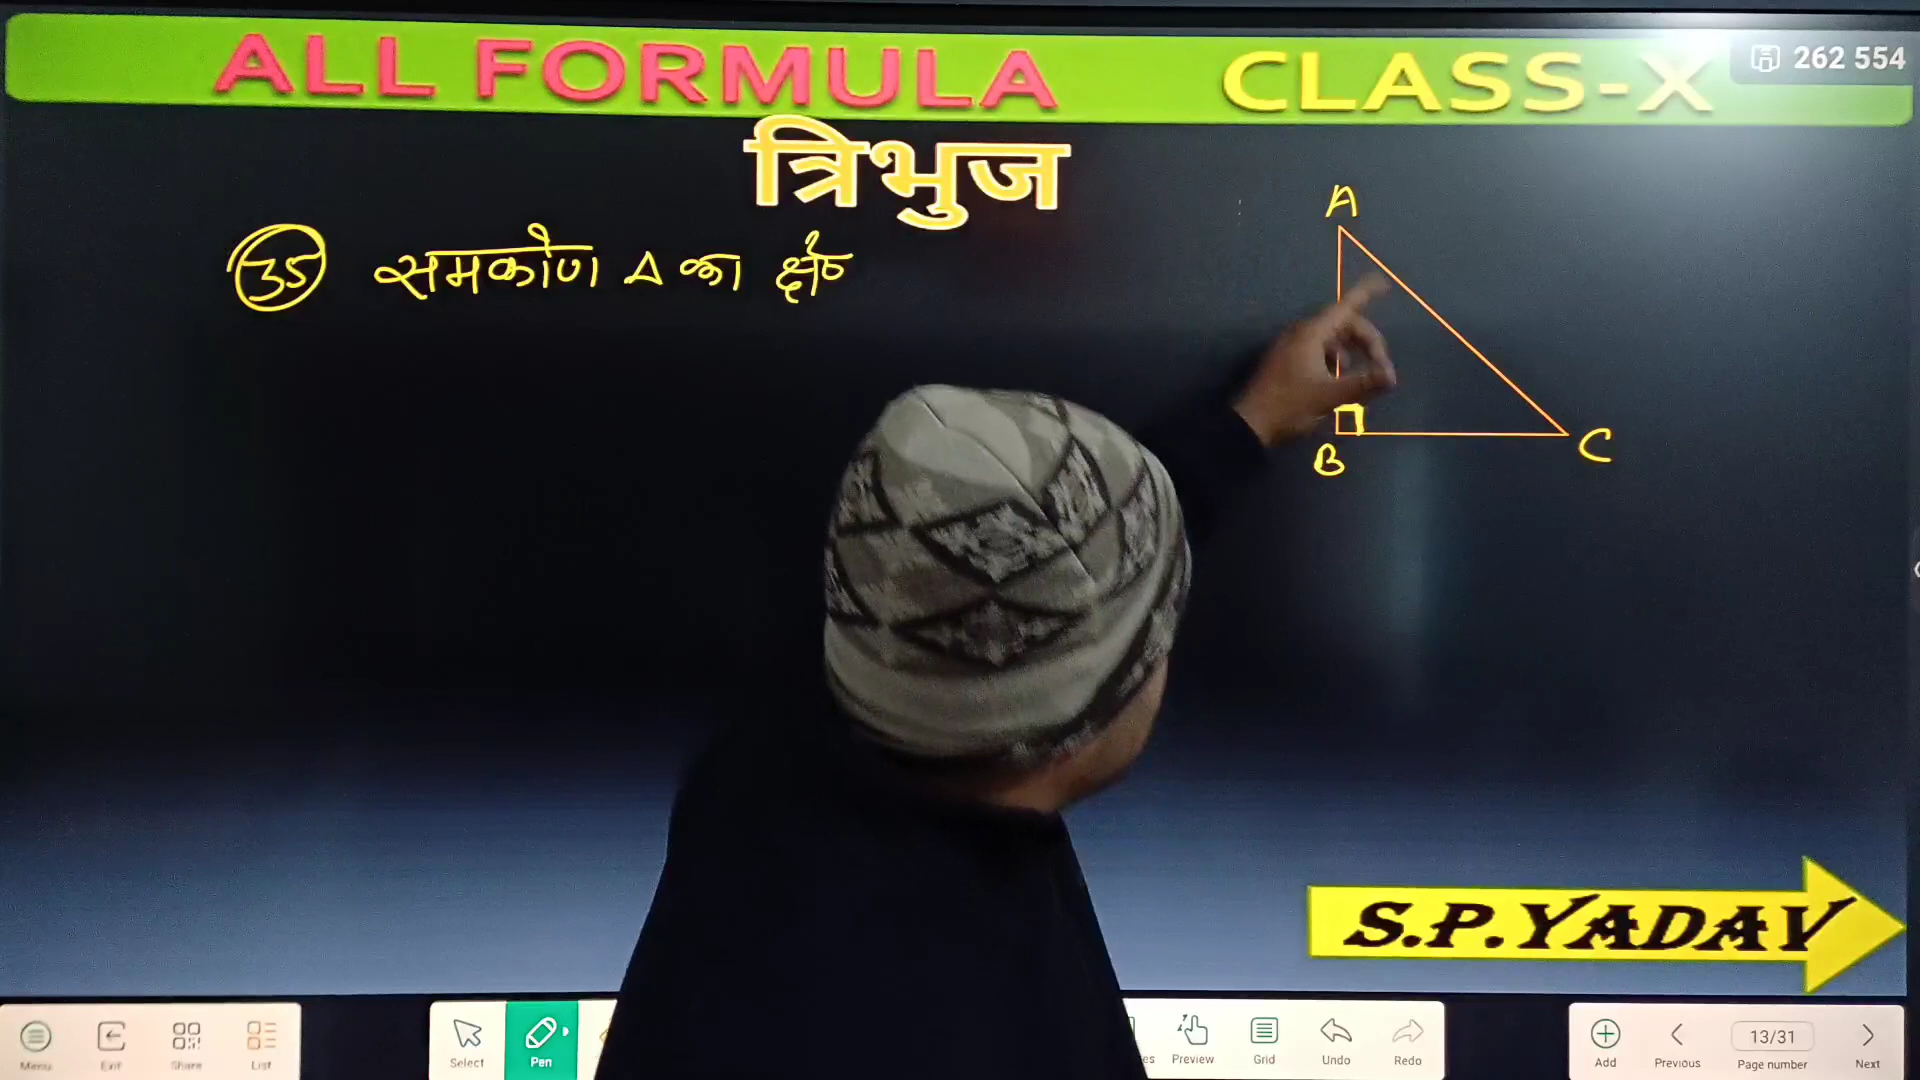 ALL FORMULA CLASS-X
262 554
त्रिभुज
35 समकोण Δ का क्षे०
A
B
C
S.P.YADAV
Menu Exit Share List Select Pen Preview Grid Undo Redo Add Previous 13/31 Page number Next